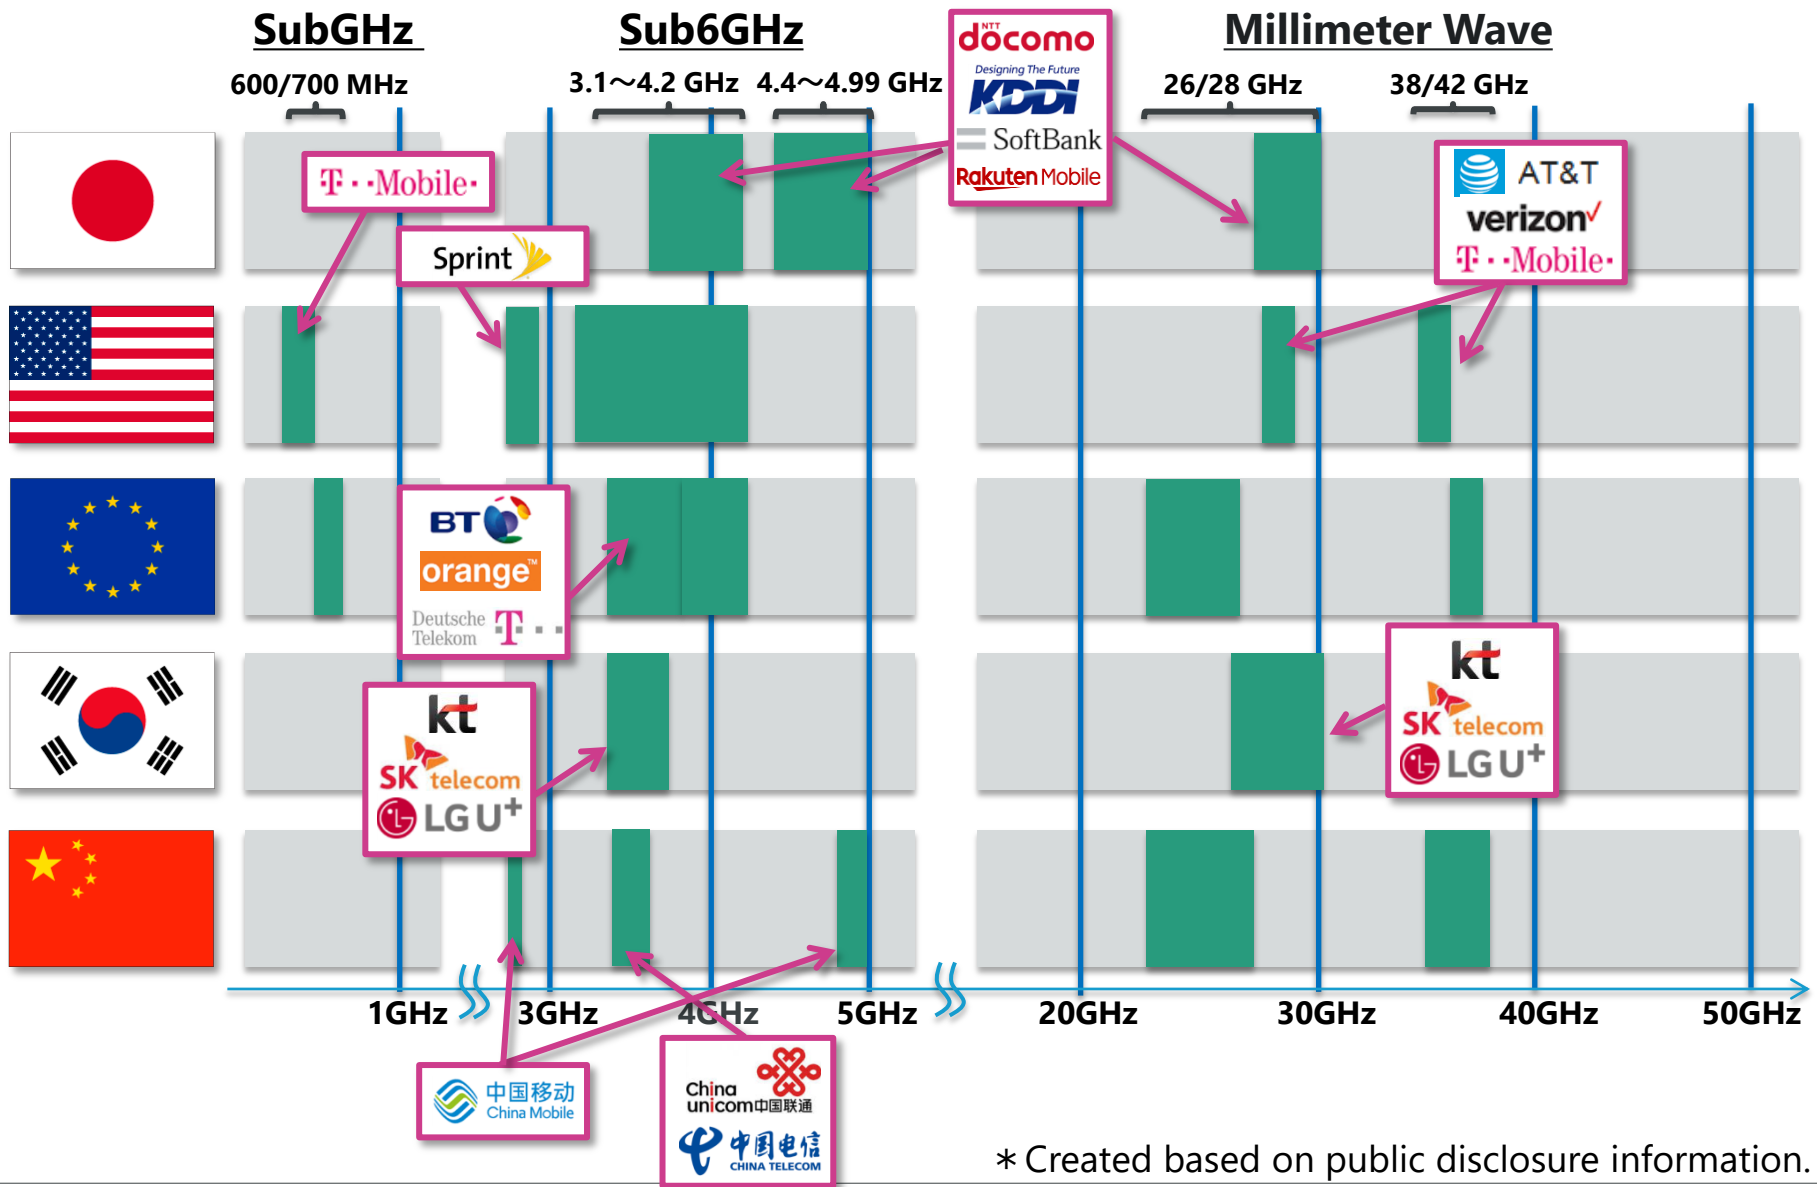 SubGHz
Sub6GHz
Millimeter Wave
600/700 MHz
3.1～4.2 GHz
4.4～4.99 GHz
26/28 GHz
38/42 GHz
NTT
döcomo
Designing The Future
KDDI
SoftBank
Rakuten Mobile
T··Mobile·
Sprint
AT&T
verizon✓
T··Mobile·
BT
orange™
Deutsche
Telekom
T··
kt
SK telecom
LG U+
kt
SK telecom
LG U+
1GHz
3GHz
4GHz
5GHz
20GHz
30GHz
40GHz
50GHz
中国移动
China Mobile
China
unicom中国联通
中国电信
CHINA TELECOM
＊Created based on public disclosure information.